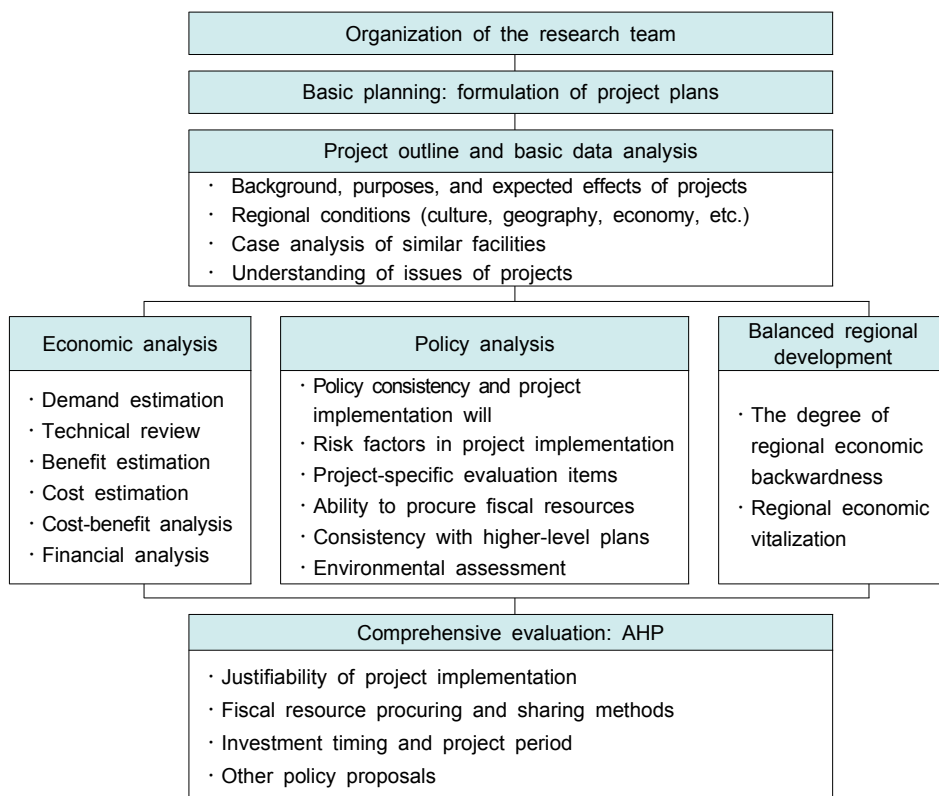 Organization of the research team
Basic planning: formulation of project plans
Project outline and basic data analysis
· Background, purposes, and expected effects of projects
· Regional conditions (culture, geography, economy, etc.)
· Case analysis of similar facilities
· Understanding of issues of projects
Economic analysis
· Demand estimation
· Technical review
· Benefit estimation
· Cost estimation
· Cost-benefit analysis
· Financial analysis
Policy analysis
· Policy consistency and project
implementation will
· Risk factors in project implementation
· Project-specific evaluation items
· Ability to procure fiscal resources
· Consistency with higher-level plans
· Environmental assessment
Balanced regional
development
· The degree of
regional economic
backwardness
· Regional economic
vitalization
Comprehensive evaluation: AHP
· Justifiability of project implementation
· Fiscal resource procuring and sharing methods
· Investment timing and project period
· Other policy proposals